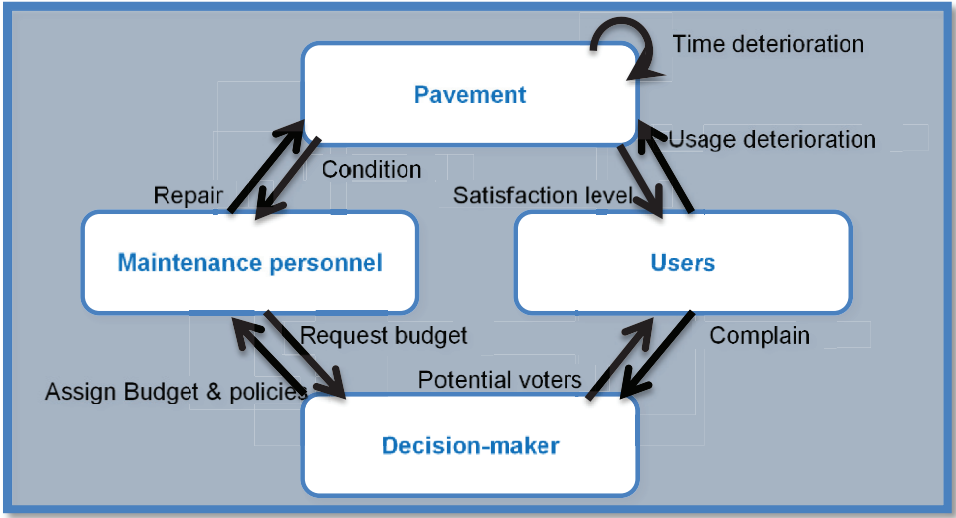 Time deterioration
Pavement
Usage deterioration
Condition
Repair
Satisfaction level
Maintenance personnel
Users
Request budget
Complain
Potential voters
Assign Budget & policies
Decision-maker